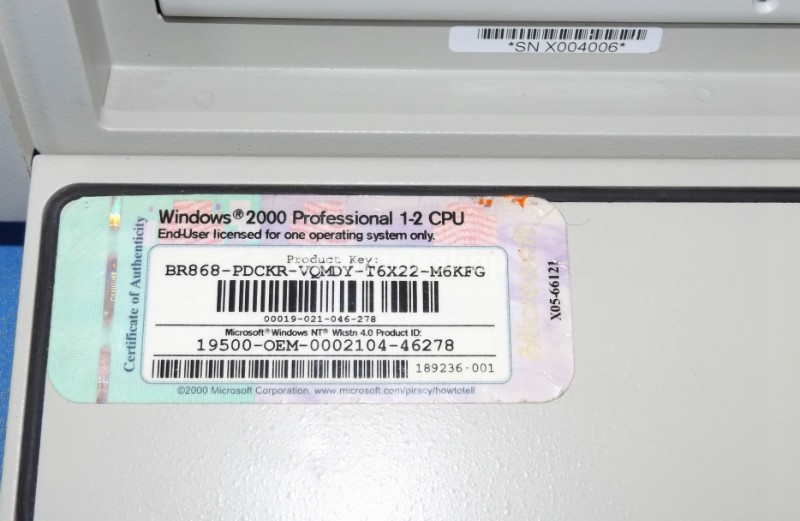 *SN X004006*
Windows® 2000 Professional 1-2 CPU
End-User licensed for one operating system only.
Product Key:
BR868-PDCKR-VQMDY-T6X22-M6KFG
00019-021-046-278
Microsoft® Windows NT® Wkstn 4.0 Product ID:
19500-OEM-0002104-46278
189236-001
©2000 Microsoft Corporation. www.microsoft.com/piracy/howtotell
Certificate of Authenticity
X05-66121
Microsoft